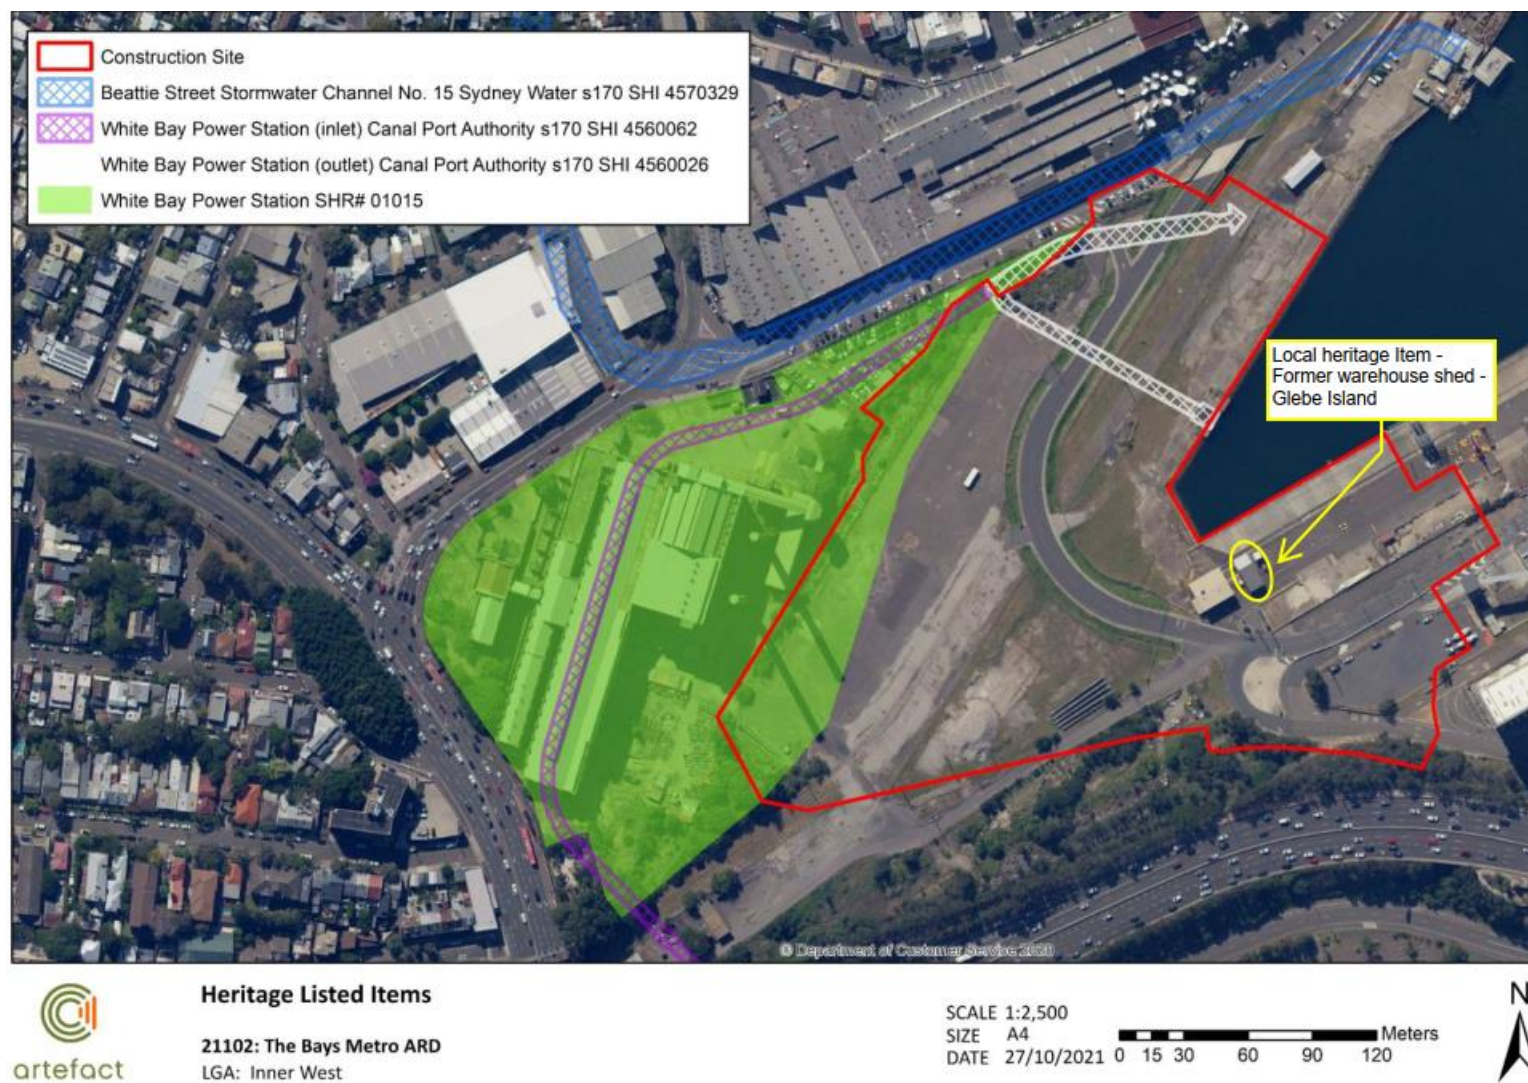 Construction Site
Beattie Street Stormwater Channel No. 15 Sydney Water s170 SHI 4570329
White Bay Power Station (inlet) Canal Port Authority s170 SHI 4560062
White Bay Power Station (outlet) Canal Port Authority s170 SHI 4560026
White Bay Power Station SHR# 01015
Local heritage Item -
Former warehouse shed -
Glebe Island
© Department of Customer Service 2020
artefact
Heritage Listed Items
21102: The Bays Metro ARD
LGA: Inner West
SCALE 1:2,500
SIZE A4
DATE 27/10/2021
0 15 30 60 90 120 Meters
N